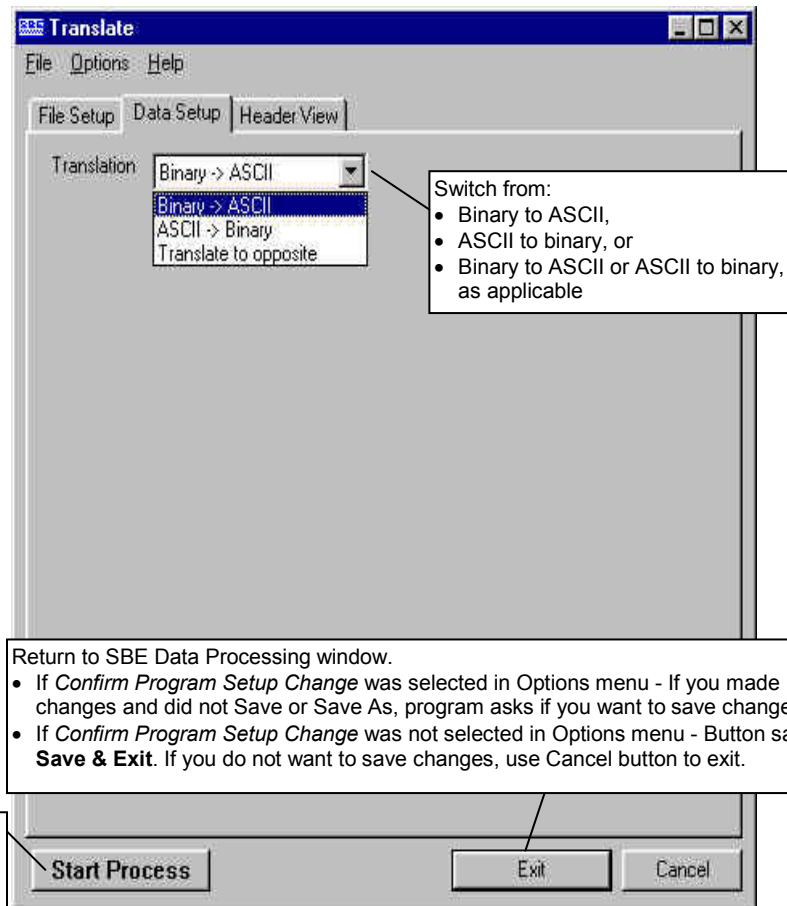 SBE Translate
File Options Help
File Setup Data Setup Header View
Translation Binary -> ASCII
Binary -> ASCII
ASCII -> Binary
Translate to opposite
Switch from:
• Binary to ASCII,
• ASCII to binary, or
• Binary to ASCII or ASCII to binary,
as applicable
Return to SBE Data Processing window.
• If Confirm Program Setup Change was selected in Options menu - If you made
changes and did not Save or Save As, program asks if you want to save change
• If Confirm Program Setup Change was not selected in Options menu - Button sa
Save & Exit. If you do not want to save changes, use Cancel button to exit.
Start Process Exit Cancel